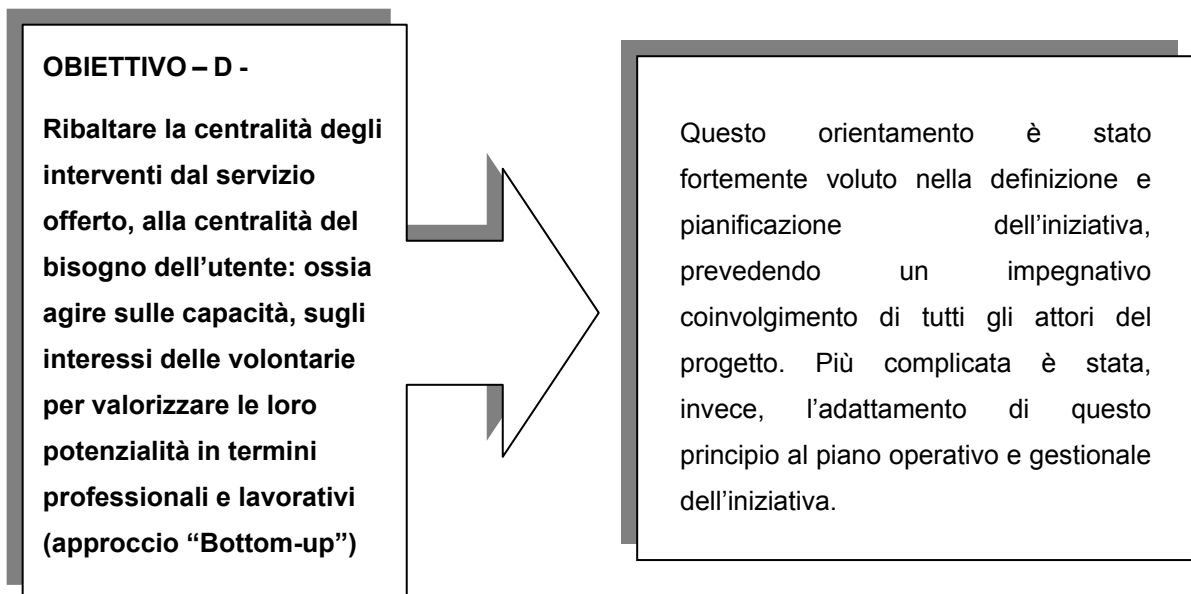 OBIETTIVO – D -
Ribaltare la centralità degli
interventi dal servizio
offerto, alla centralità del
bisogno dell’utente: ossia
agire sulle capacità, sugli
interessi delle volontarie
per valorizzare le loro
potenzialità in termini
professionali e lavorativi
(approccio “Bottom-up”)
Questo orientamento è stato
fortemente voluto nella definizione e
pianificazione dell’iniziativa,
prevedendo un impegnativo
coinvolgimento di tutti gli attori del
progetto. Più complicata è stata,
invece, l’adattamento di questo
principio al piano operativo e gestionale
dell’iniziativa.